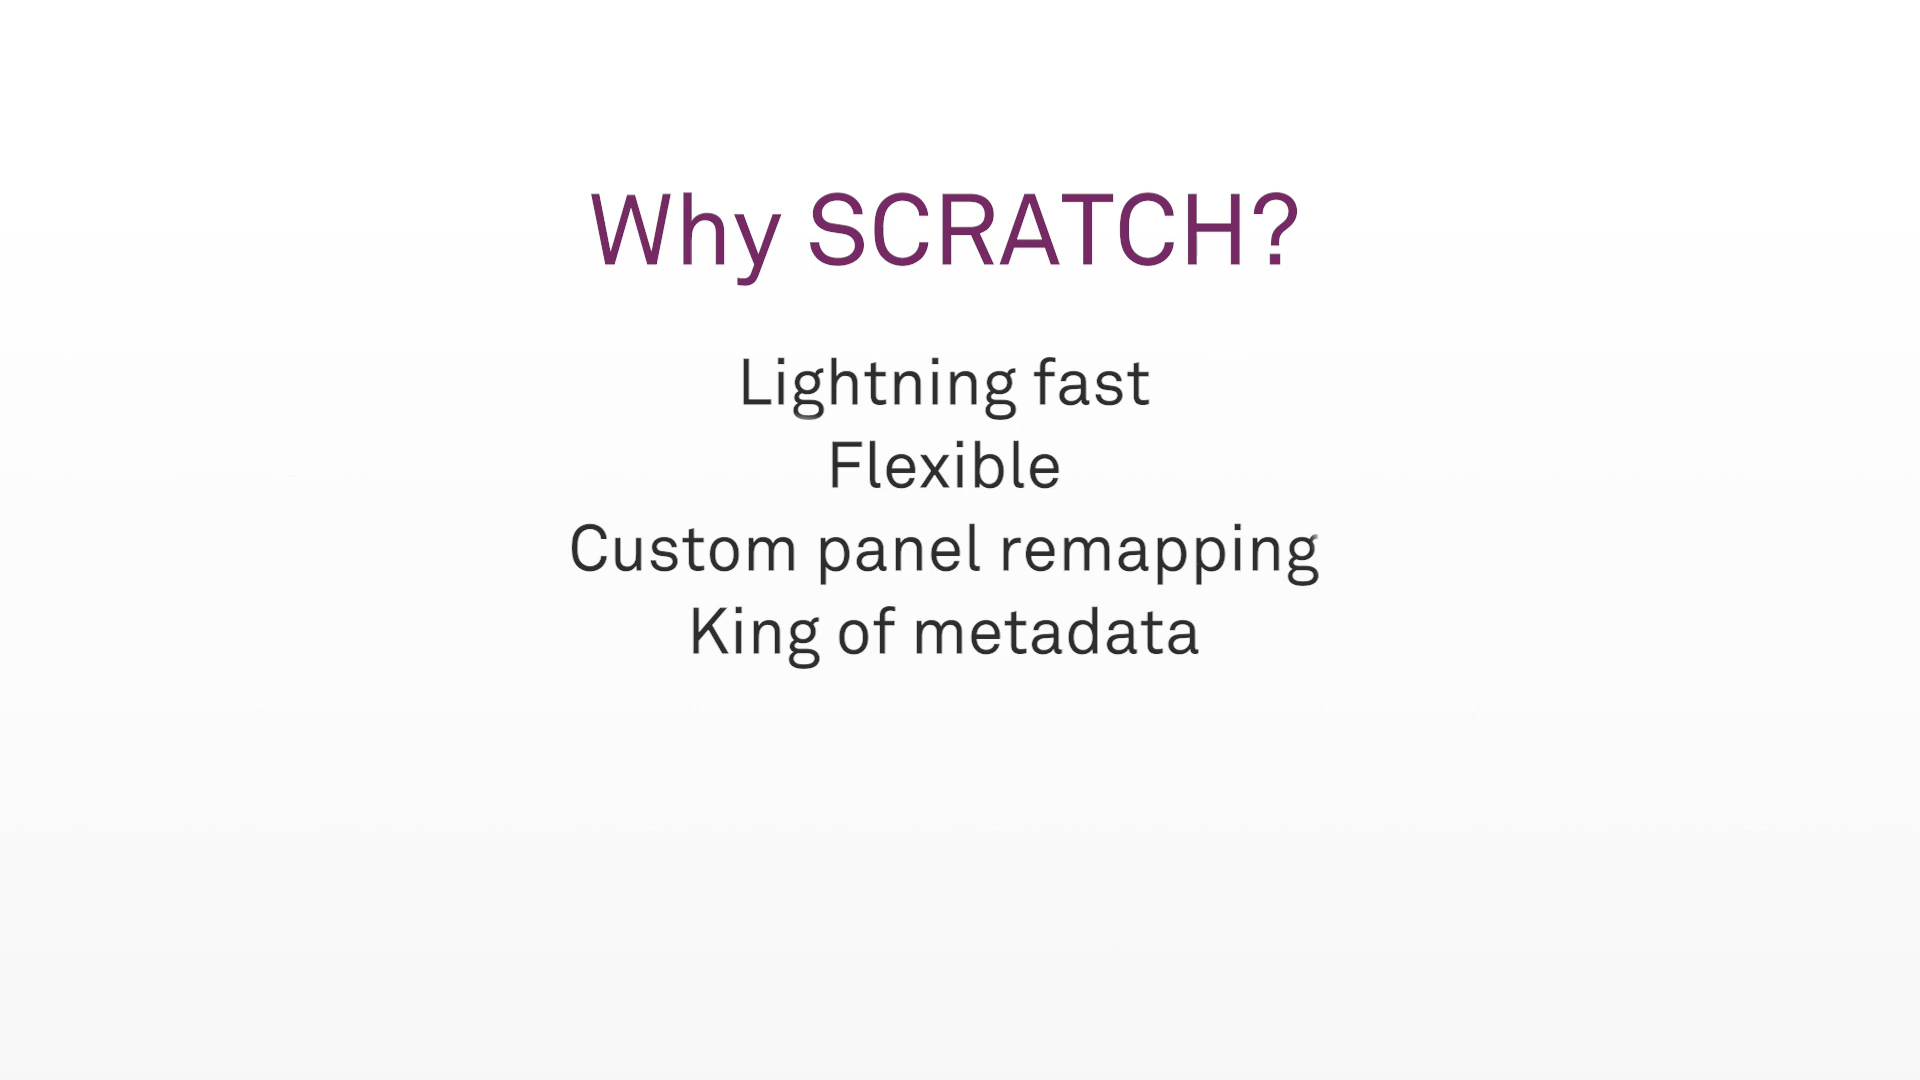 Why SCRATCH?
Lightning fast
Flexible
Custom panel remapping
King of metadata